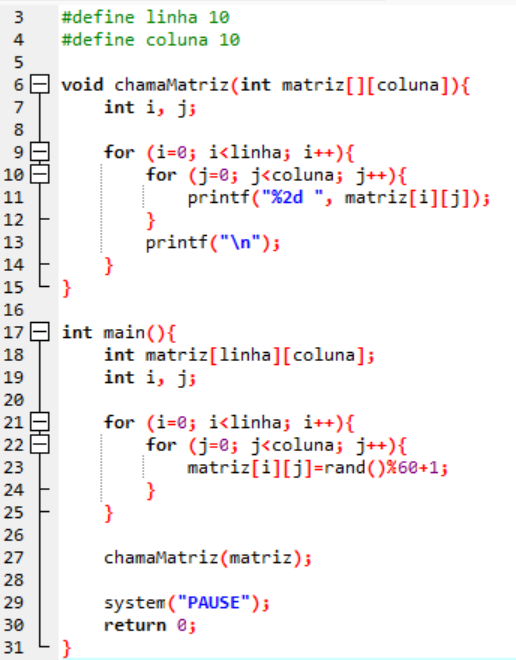 3 #define linha 10
4 #define coluna 10
5
6 void chamaMatriz(int matriz[][coluna]){
7 int i, j;
8
9 for (i=0; i<linha; i++){
10 for (j=0; j<coluna; j++){
11 printf("%2d ", matriz[i][j]);
12 }
13 printf("\n");
14 }
15 }
16
17 int main(){
18 int matriz[linha][coluna];
19 int i, j;
20
21 for (i=0; i<linha; i++){
22 for (j=0; j<coluna; j++){
23 matriz[i][j]=rand()%60+1;
24 }
25 }
26
27 chamaMatriz(matriz);
28
29 system("PAUSE");
30 return 0;
31 }